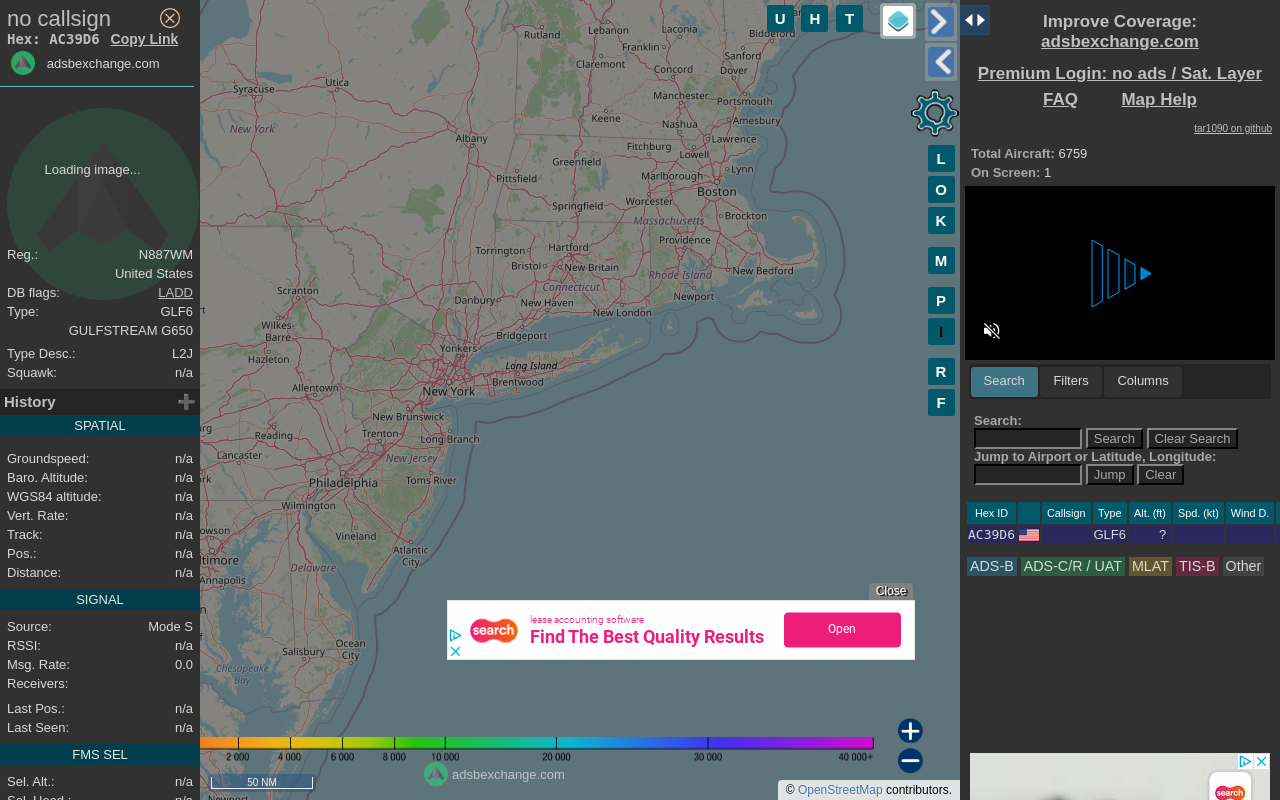 no callsign
Hex: AC39D6 Copy Link
adsbexchange.com
Loading image...
Reg.: N887WM
United States
DB flags: LADD
Type: GLF6
GULFSTREAM G650
Type Desc.: L2J
Squawk: n/a
History
SPATIAL
Groundspeed: n/a
Baro. Altitude: n/a
WGS84 altitude: n/a
Vert. Rate: n/a
Track: n/a
Pos.: n/a
Distance: n/a
SIGNAL
Source: Mode S
RSSI: n/a
Msg. Rate: 0.0
Receivers:
Last Pos.: n/a
Last Seen: n/a
FMS SEL
Sel. Alt.: n/a
Sel. Head.: n/a
U H T
L
O
K
M
P
I
R
F
Rutland
Lebanon
Laconia
Biddeford
Franklin
Sanford
Claremont
Concord
Dover
Utica
Syracuse
Manchester
Portsmouth
Keene
Nashua
Amesbury
New York
Albany
Fitchburg
Lawrence
Greenfield
Lowell
Lynn
Pittsfield
Marlborough
Boston
Springfield
Worcester
Brockton
Massachusetts
Providence
Torrington
Hartford
Bristol
New Britain
Rhode Island
New Bedford
Connecticut
Scranton
Danbury
New Haven
Newport
New London
Wilkes-
Barre
Bridgeport
Hazleton
Yonkers
Long Island
Allentown
New York
Brentwood
New Brunswick
Reading
Trenton
Long Branch
Lancaster
New Jersey
Philadelphia
Toms River
Wilmington
Vineland
Atlantic
City
Delaware
Annapolis
Ocean
City
Salisbury
Chesapeake
Bay
Close
lease accounting software
search Find The Best Quality Results
Open
2 000 4 000 6 000 8 000 10 000 20 000 30 000 40 000+
50 NM
adsbexchange.com
© OpenStreetMap contributors.
Improve Coverage:
adsbexchange.com
Premium Login: no ads / Sat. Layer
FAQ Map Help
tar1090 on github
Total Aircraft: 6759
On Screen: 1
Search Filters Columns
Search:
Search Clear Search
Jump to Airport or Latitude, Longitude:
Jump Clear
Hex ID Callsign Type Alt. (ft) Spd. (kt) Wind D.
AC39D6 GLF6 ?
ADS-B ADS-C/R / UAT MLAT TIS-B Other
search